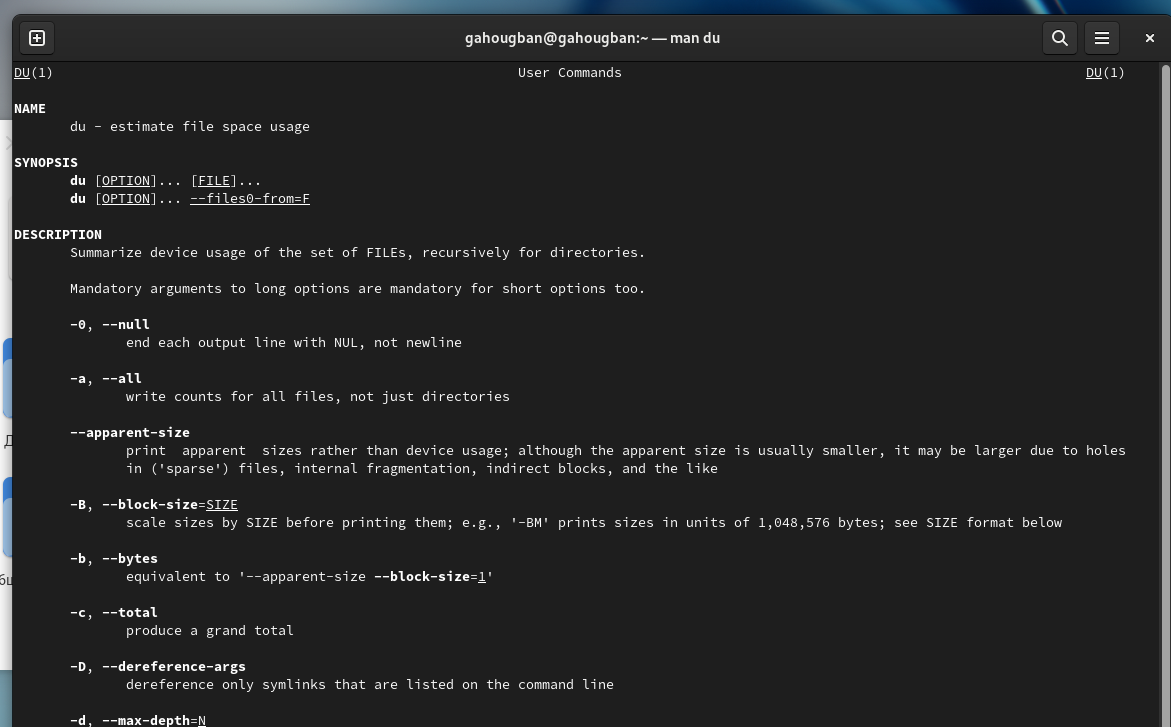 gahougban@gahougban:~ — man du
DU(1) User Commands DU(1)
NAME
du - estimate file space usage
SYNOPSIS
du [OPTION]... [FILE]...
du [OPTION]... --files0-from=F
DESCRIPTION
Summarize device usage of the set of FILEs, recursively for directories.
Mandatory arguments to long options are mandatory for short options too.
-0, --null
end each output line with NUL, not newline
-a, --all
write counts for all files, not just directories
--apparent-size
print apparent sizes rather than device usage; although the apparent size is usually smaller, it may be larger due to holes
in ('sparse') files, internal fragmentation, indirect blocks, and the like
-B, --block-size=SIZE
scale sizes by SIZE before printing them; e.g., '-BM' prints sizes in units of 1,048,576 bytes; see SIZE format below
-b, --bytes
equivalent to '--apparent-size --block-size=1'
-c, --total
produce a grand total
-D, --dereference-args
dereference only symlinks that are listed on the command line
-d, --max-depth=N